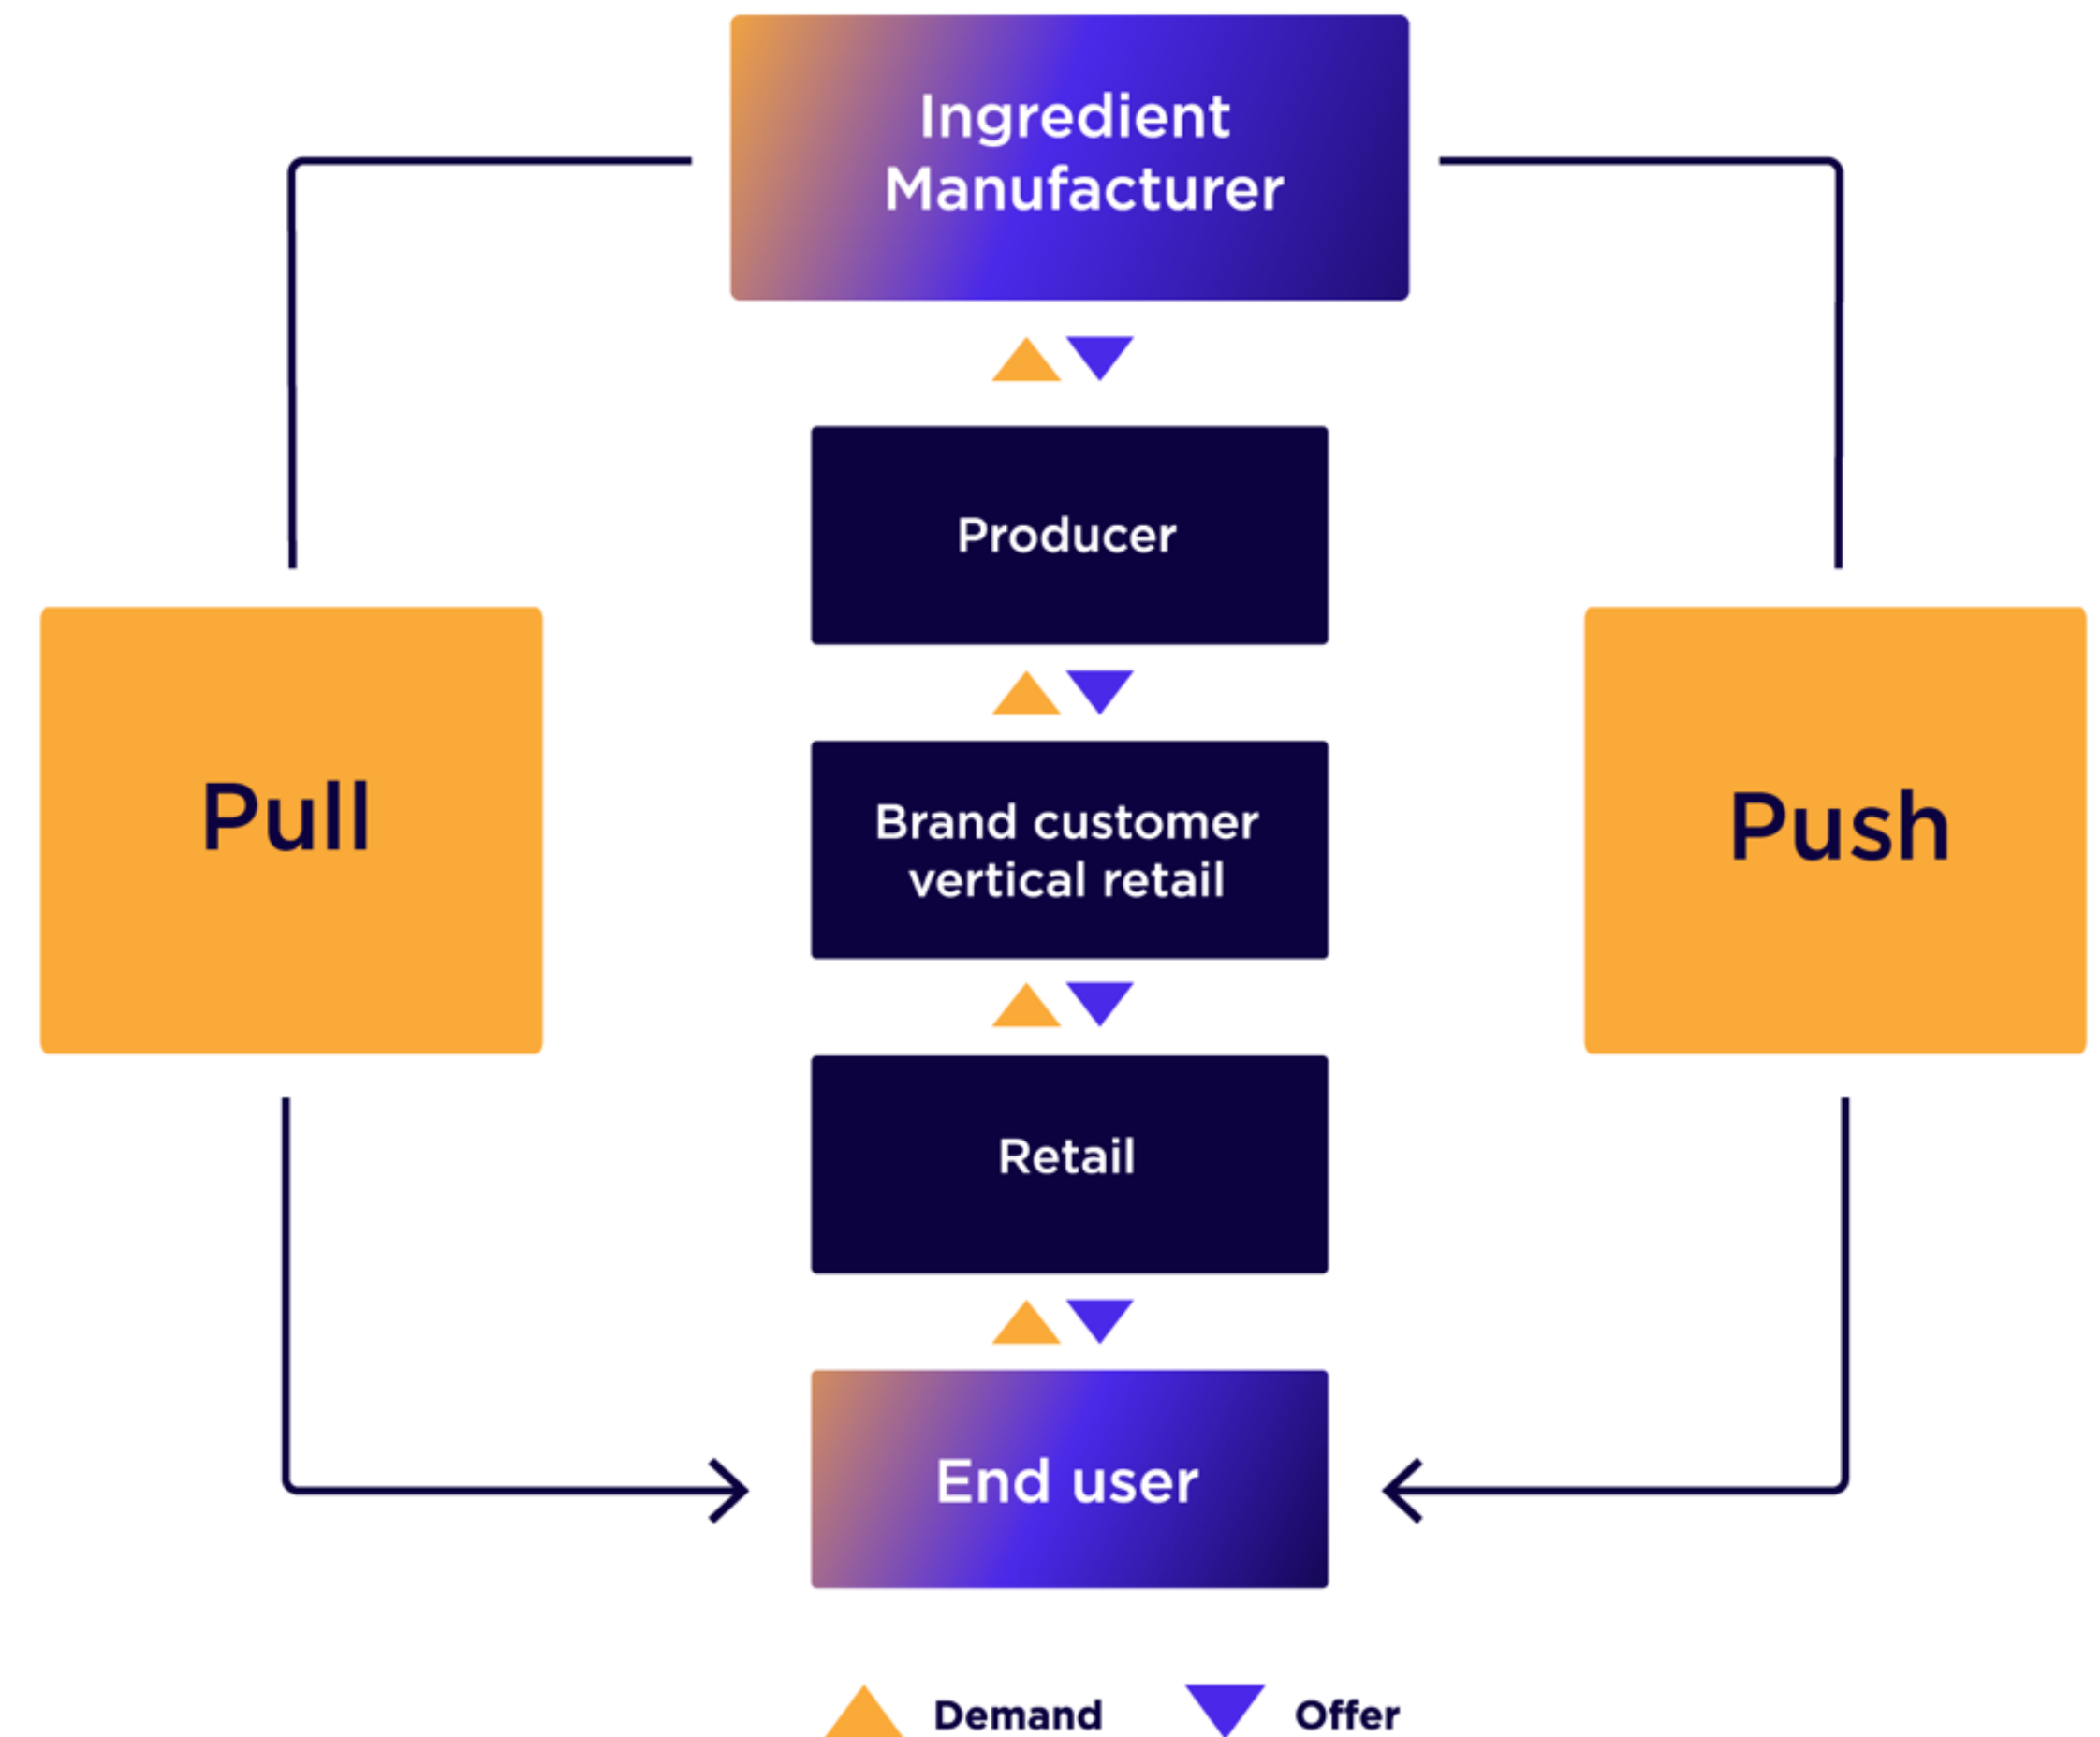 Ingredient
Manufacturer
Producer
Pull
Push
Brand customer
vertical retail
Retail
End user
Demand
Offer